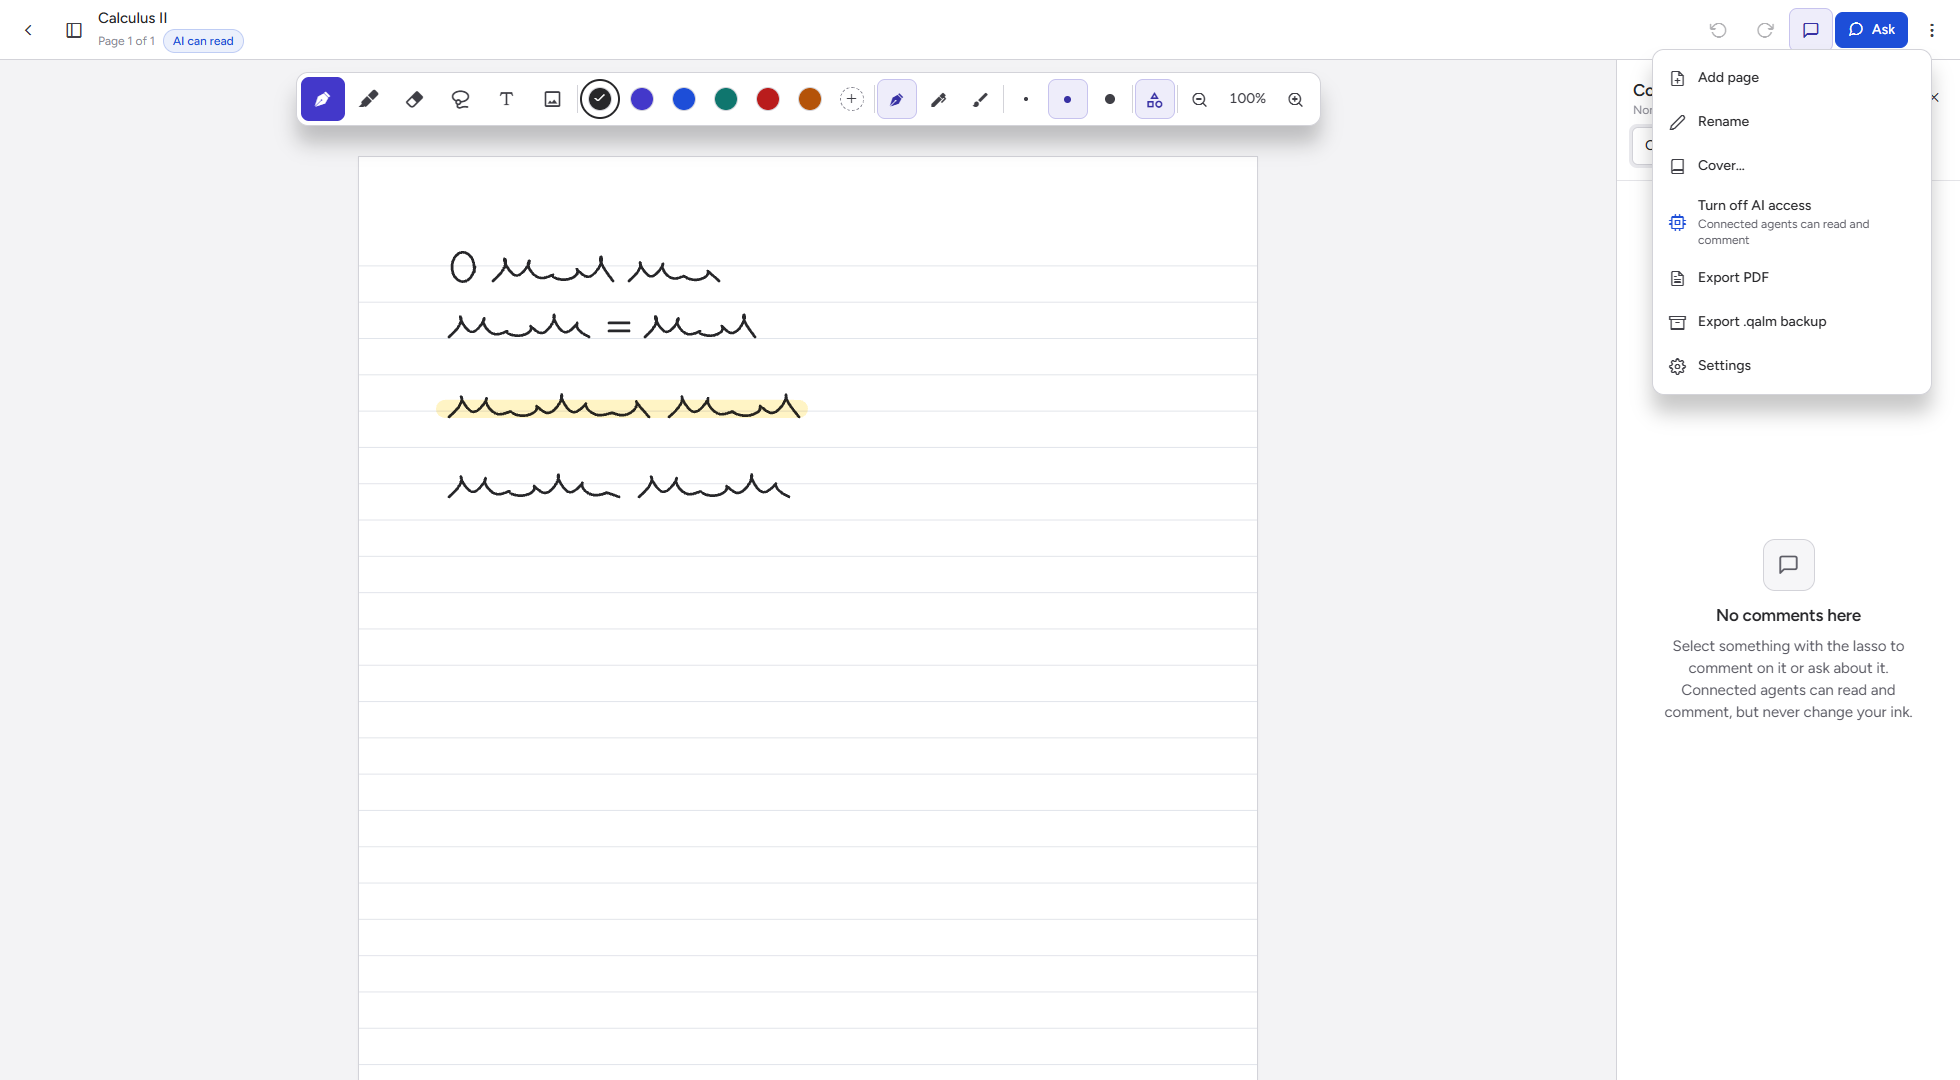 Calculus II
Page 1 of 1 AI can read
Ask
T
100%
Add page
Rename
Cover...
Turn off AI access
Connected agents can read and
comment
Export PDF
Export .qalm backup
Settings
0
=
No comments here
Select something with the lasso to
comment on it or ask about it.
Connected agents can read and
comment, but never change your ink.